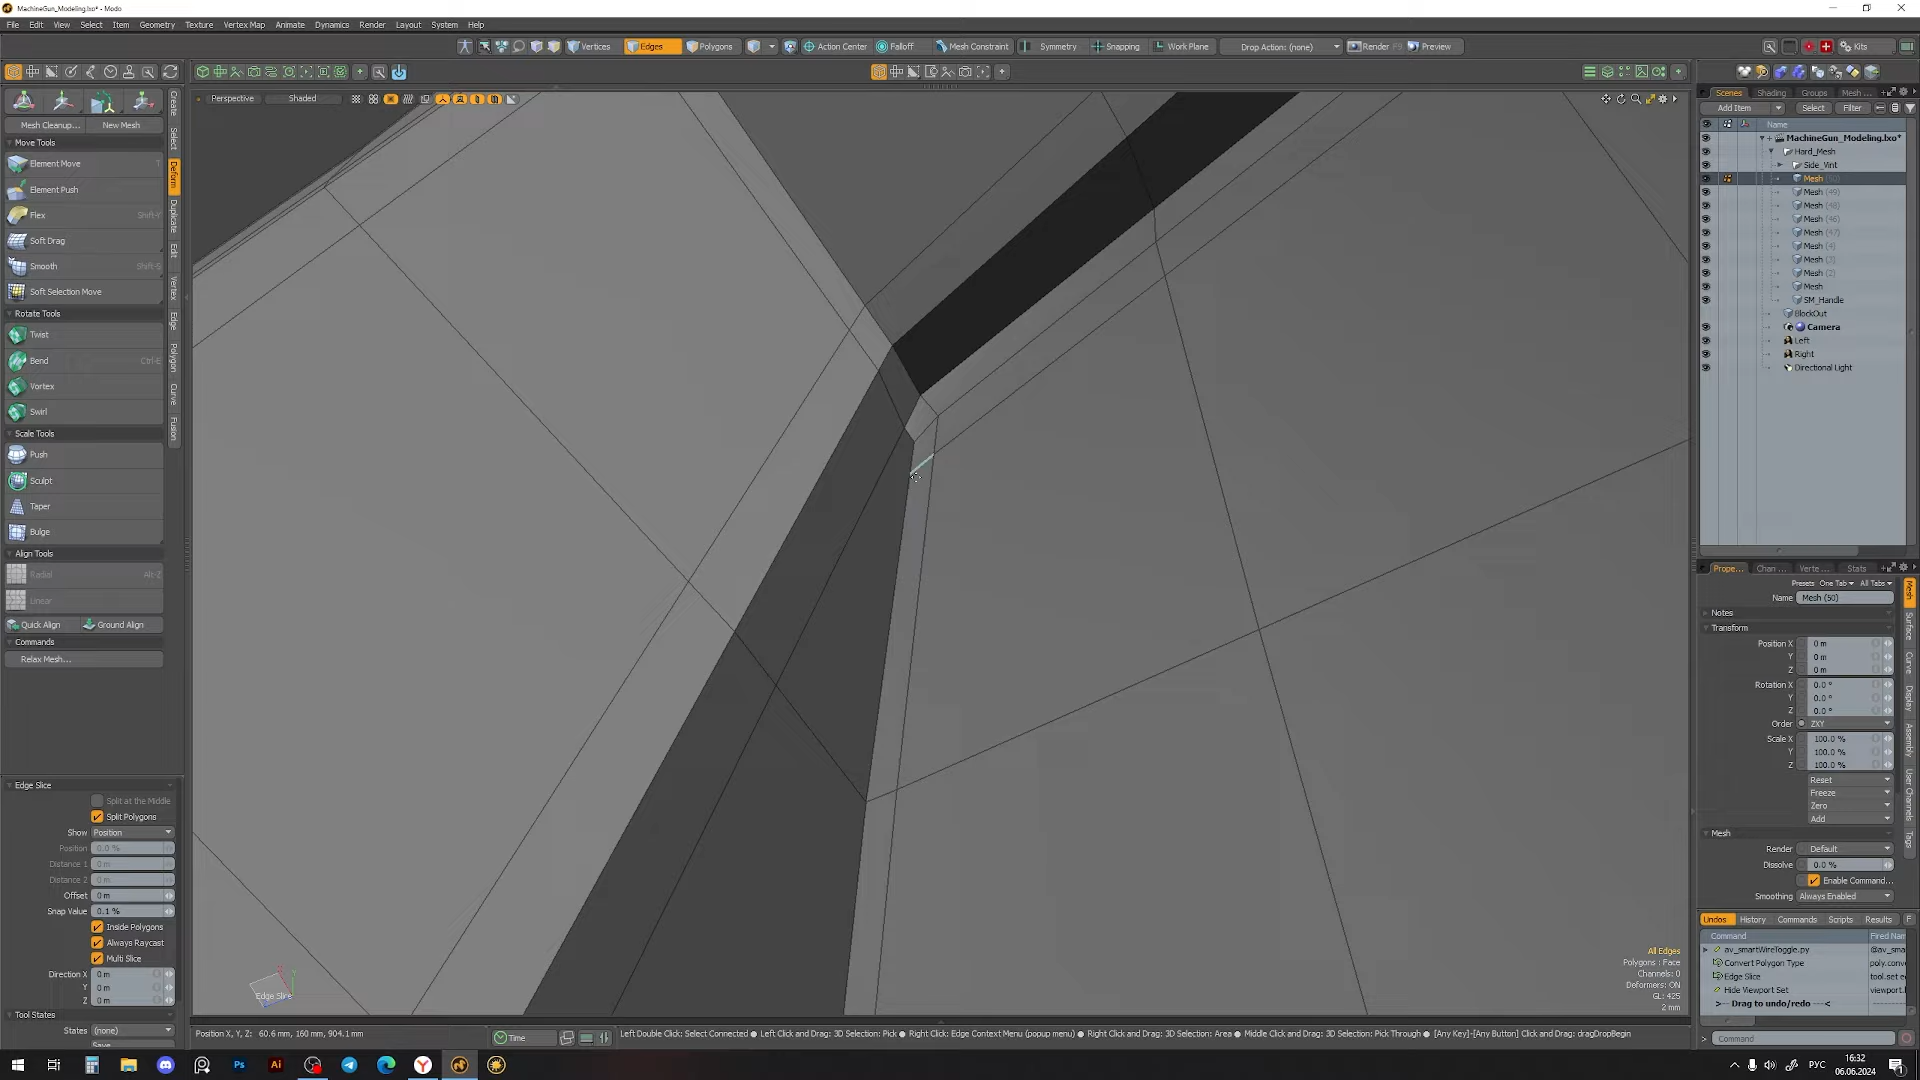 MachineGun_Modeling.lxo* - Modo
File Edit View Select Item Geometry Texture Vertex Map Animate Dynamics Render Layout System Help
Vertices Edges Polygons Action Center Falloff Mesh Constraint Symmetry Snapping Work Plane Drop Action: (none) Render Preview Kits
Perspective Shaded
Mesh Cleanup... New Mesh
Move Tools
Element Move T
Element Push
Flex Shift-Y
Soft Drag
Smooth Shift-S
Soft Selection Move
Rotate Tools
Twist
Bend Ctrl-E
Vortex
Swirl
Scale Tools
Push
Sculpt
Taper
Bulge
Align Tools
Radial Alt-Z
Linear
Quick Align Ground Align
Commands
Relax Mesh...
Create
Select
Deform
Duplicate
Edit
Vertex
Edge
Polygon
Curve
Fusion
Edge Slice
Split at the Middle
Split Polygons
Show Position
Position 0.0 %
Distance 1 0 m
Distance 2 0 m
Offset 0 m
Snap Value 0.1 %
Inside Polygons
Always Raycast
Multi Slice
Direction X 0 m
Y 0 m
Z 0 m
Tool States
States (none)
Save
Edge Slice
All Edges
Polygons : Face
Channels: 0
Deformers: ON
GL: 425
2 mm
Position X, Y, Z: 60.6 mm, 160 mm, 904.1 mm
Time
Left Double Click: Select Connected ● Left Click and Drag: 3D Selection: Pick ● Right Click: Edge Context Menu (popup menu) ● Right Click and Drag: 3D Selection: Area ● Middle Click and Drag: 3D Selection: Pick Through ● [Any Key]-[Any Button] Click and Drag: dragDropBegin
Scenes Shading Groups Mesh ...
Add Item Select Filter
Name
MachineGun_Modeling.lxo*
Hard_Mesh
Side_Vint
Mesh (50)
Mesh (49)
Mesh (48)
Mesh (46)
Mesh (47)
Mesh (4)
Mesh (3)
Mesh (2)
Mesh
SM_Handle
BlockOut
Camera
Left
Right
Directional Light
Prope... Chan ... Verte ... Stats
Presets One Tab All Tabs
Name Mesh (50)
Notes
Transform
Position X 0 m
Y 0 m
Z 0 m
Rotation X 0.0 °
Y 0.0 °
Z 0.0 °
Order ZXY
Scale X 100.0 %
Y 100.0 %
Z 100.0 %
Reset
Freeze
Zero
Add
Mesh
Render Default
Dissolve 0.0 %
Enable Command...
Smoothing Always Enabled
Mesh
Surface
Curve
Display
Assembly
User Channels
Tags
Undos History Commands Scripts Results F
Command Fired Nam
av_smartWireToggle.py @av_sma
Convert Polygon Type poly.conve
Edge Slice tool.set e
Hide Viewport Set viewport.l
>-- Drag to undo/redo ---<
Command
РУС
16:32
06.06.2024